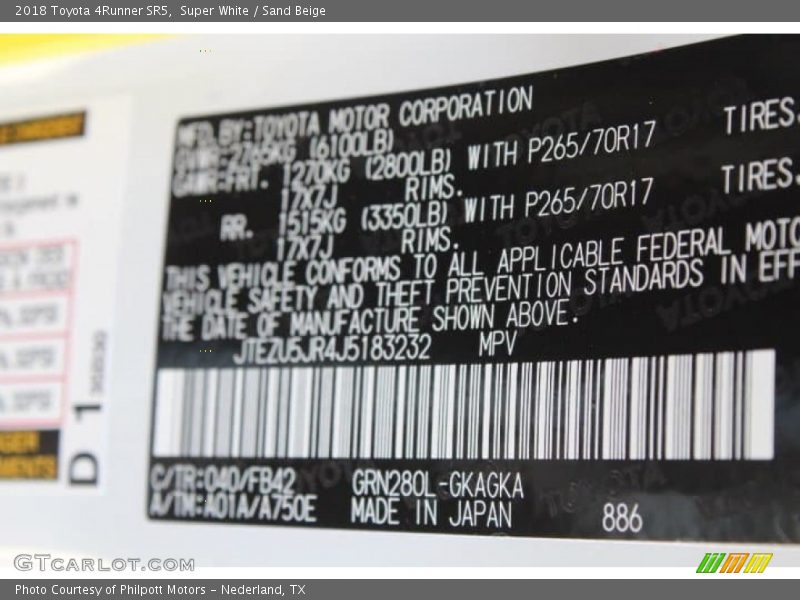 2018 Toyota 4Runner SR5,  Super White / Sand Beige
MFD.BY:TOYOTA MOTOR CORPORATION
GVWR:2765KG (6100LB)
GAWR:FRT. 1270KG (2800LB) WITH P265/70R17 TIRES.
17X7J RIMS.
RR. 1515KG (3350LB) WITH P265/70R17 TIRES.
17X7J RIMS.
THIS VEHICLE CONFORMS TO ALL APPLICABLE FEDERAL MOTO
VEHICLE SAFETY AND THEFT PREVENTION STANDARDS IN EFF
THE DATE OF MANUFACTURE SHOWN ABOVE.
JTEZU5JR4J5183232 MPV
C/TR:040/FB42 GRN280L-GKAGKA
A/TM:A01A/A750E MADE IN JAPAN 886
D 1
GTCARLOT.COM
Photo Courtesy of Philpott Motors - Nederland, TX